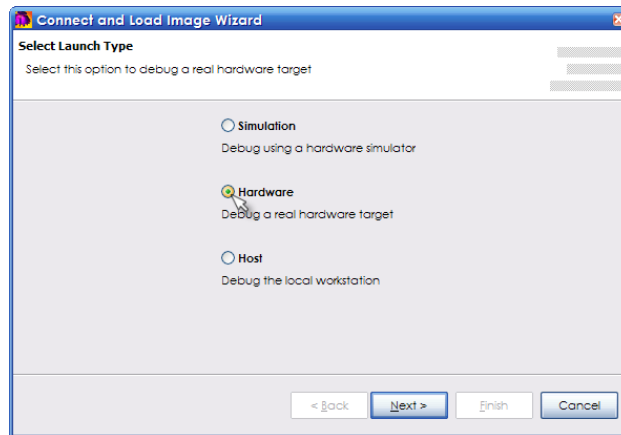 Connect and Load Image Wizard
Select Launch Type
Select this option to debug a real hardware target
Simulation
Debug using a hardware simulator
Hardware
Debug a real hardware target
Host
Debug the local workstation
< Back Next > Finish Cancel